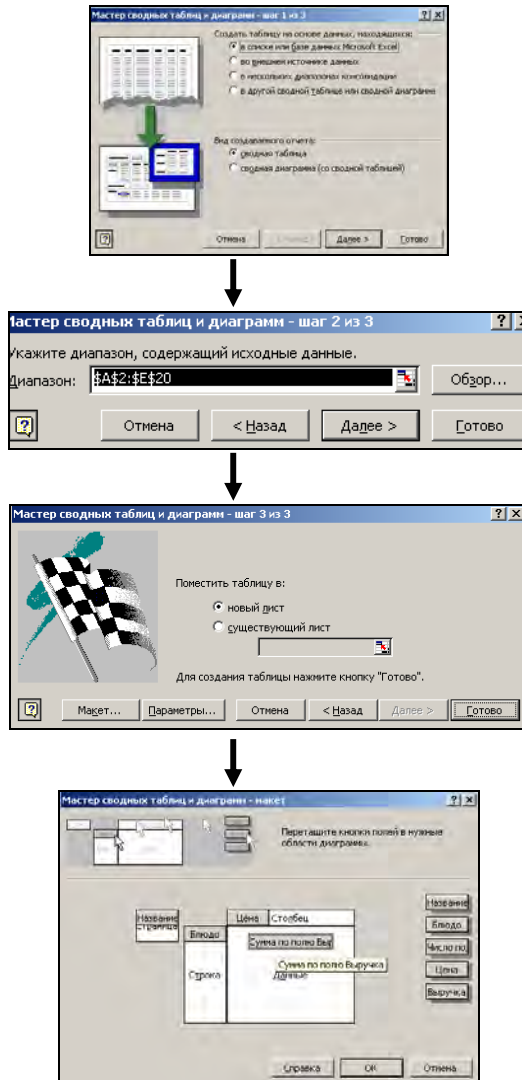 Мастер сводных таблиц и диаграмм - шаг 1 из 3
Создать таблицу на основе данных, находящихся:
в списке или базе данных Microsoft Excel
во внешнем источнике данных
в нескольких диапазонах консолидации
в другой сводной таблице или сводной диаграмме
Вид создаваемого отчета:
сводная таблица
сводная диаграмма (со сводной таблицей)
Отмена
Далее >
Готово
Мастер сводных таблиц и диаграмм - шаг 2 из 3
Укажите диапазон, содержащий исходные данные.
Диапазон: $A$2:$E$20
Обзор...
Отмена
< Назад
Далее >
Готово
Мастер сводных таблиц и диаграмм - шаг 3 из 3
Поместить таблицу в:
новый лист
существующий лист
Для создания таблицы нажмите кнопку "Готово".
Макет...
Параметры...
Отмена
< Назад
Далее >
Готово
Мастер сводных таблиц и диаграмм - макет
Перетащите кнопки полей в нужные
области диаграммы.
Название
Страница
Блюдо
Строка
Цена
Столбец
Сумма по полю Выр
Сумма по полю Выручка
Данные
Название
Блюдо
Число по
Цена
Выручка
Справка
ОК
Отмена